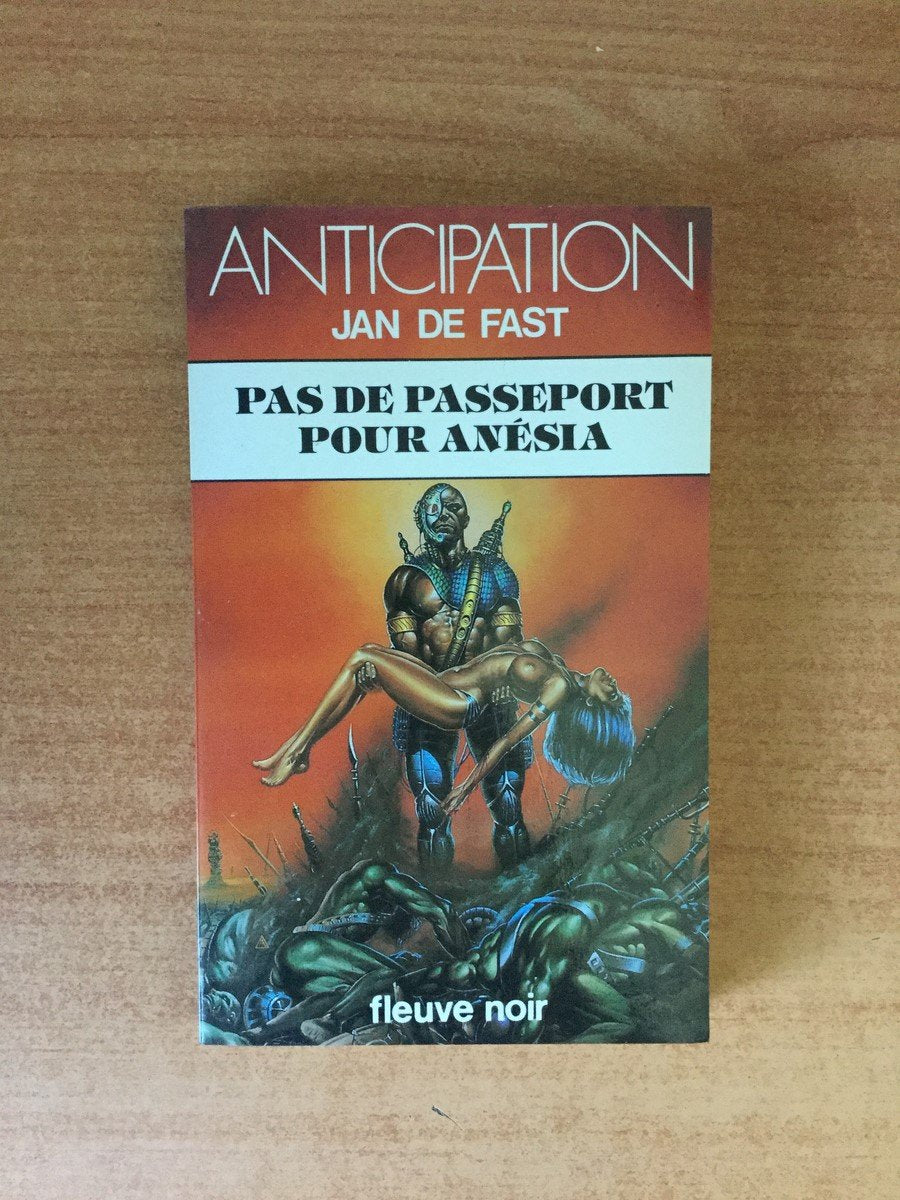 ANTICIPATION
JAN DE FAST
PAS DE PASSEPORT
POUR ANÉSIA
fleuve noir